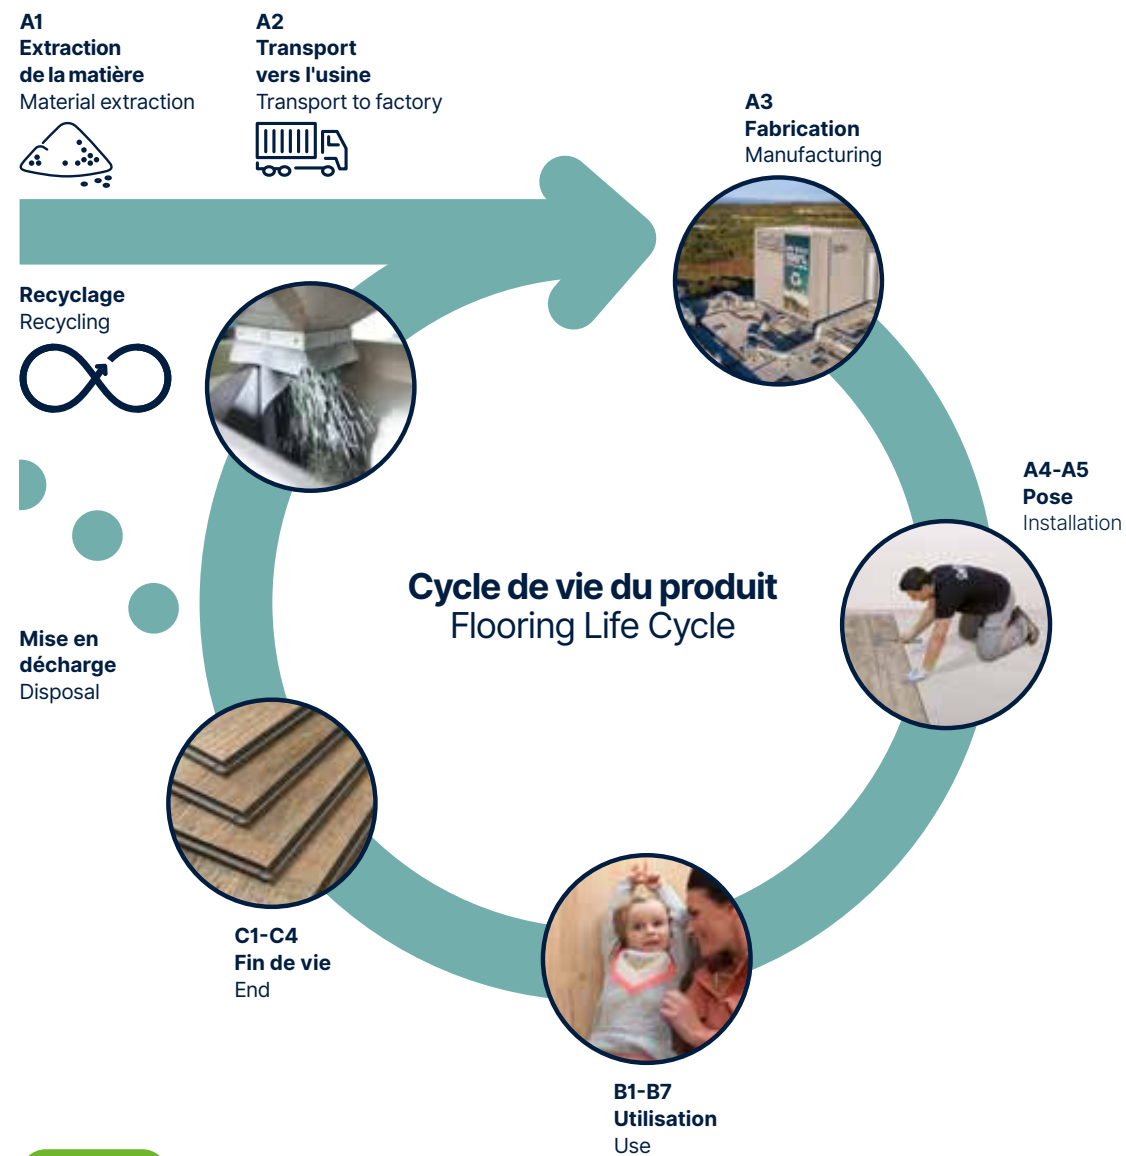 A1
Extraction
de la matière
Material extraction
A2
Transport
vers l'usine
Transport to factory
A3
Fabrication
Manufacturing
Recyclage
Recycling
A4-A5
Pose
Installation
Cycle de vie du produit
Flooring Life Cycle
Mise en
décharge
Disposal
C1-C4
Fin de vie
End
B1-B7
Utilisation
Use
100%